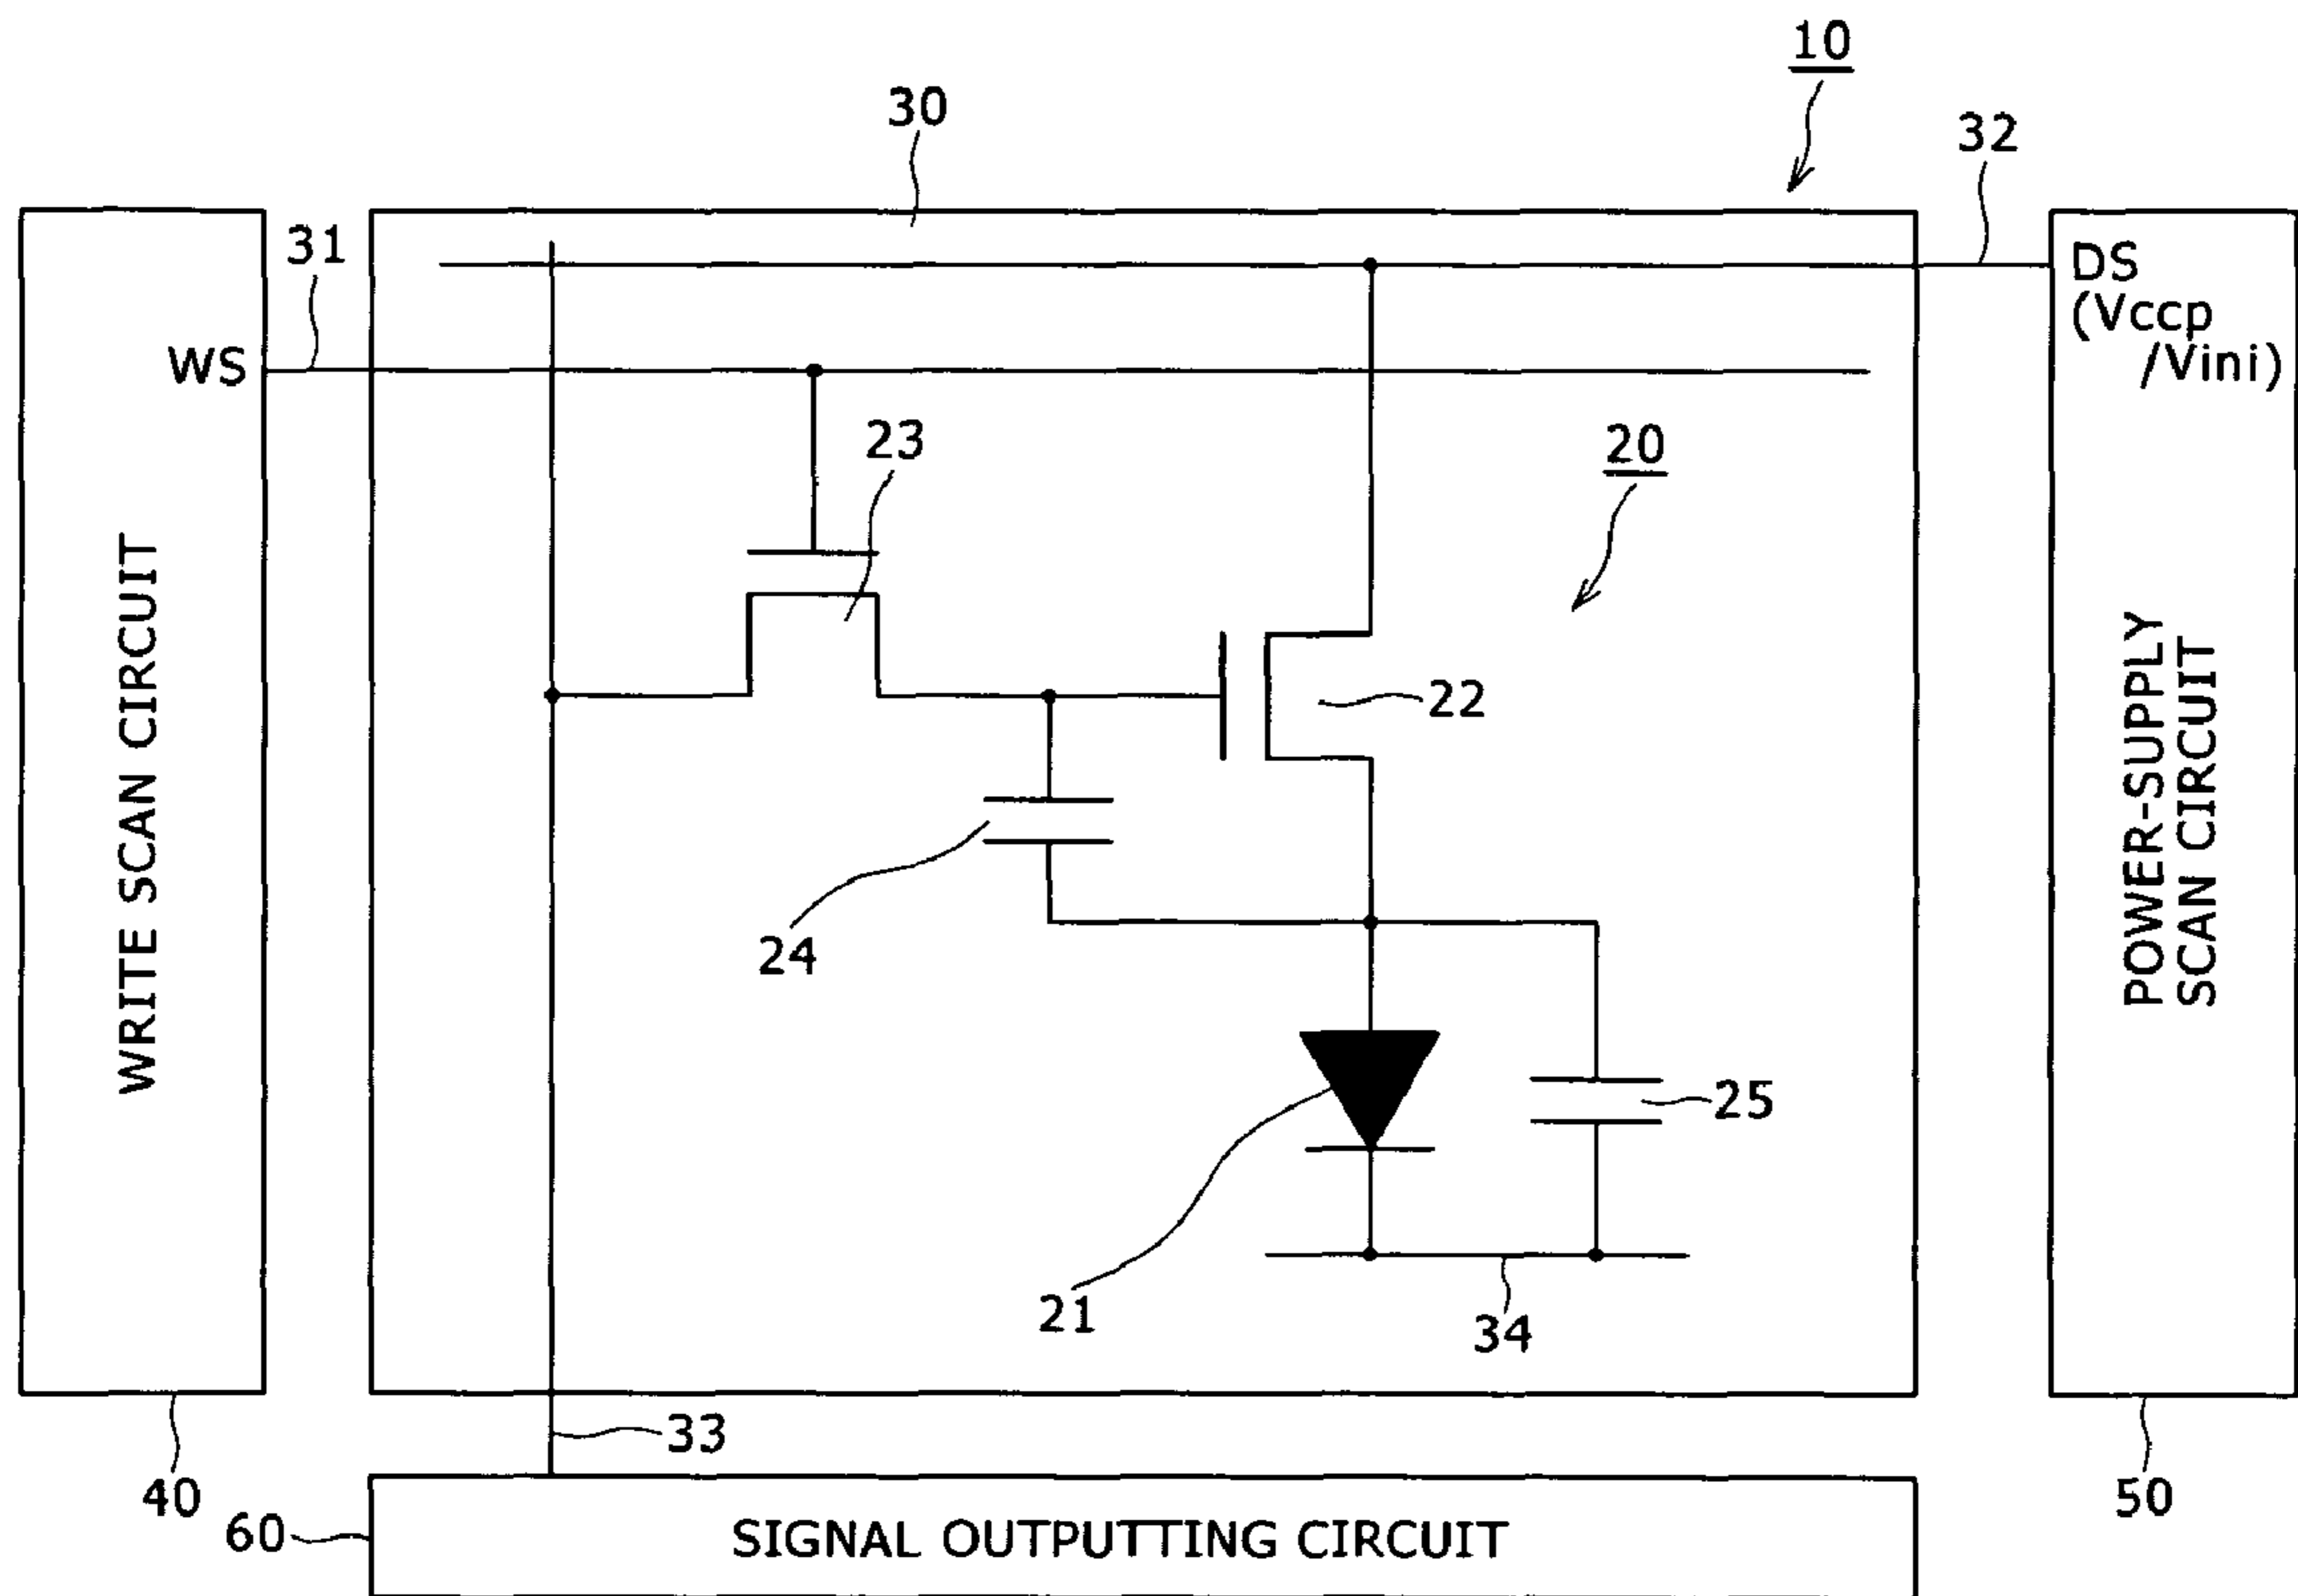 10
30
32
31
DS
(Vccp
/Vini)
WS
23
20
22
WRITE SCAN CIRCUIT
POWER-SUPPLY
SCAN CIRCUIT
24
25
21
34
33
40
50
60
SIGNAL OUTPUTTING CIRCUIT